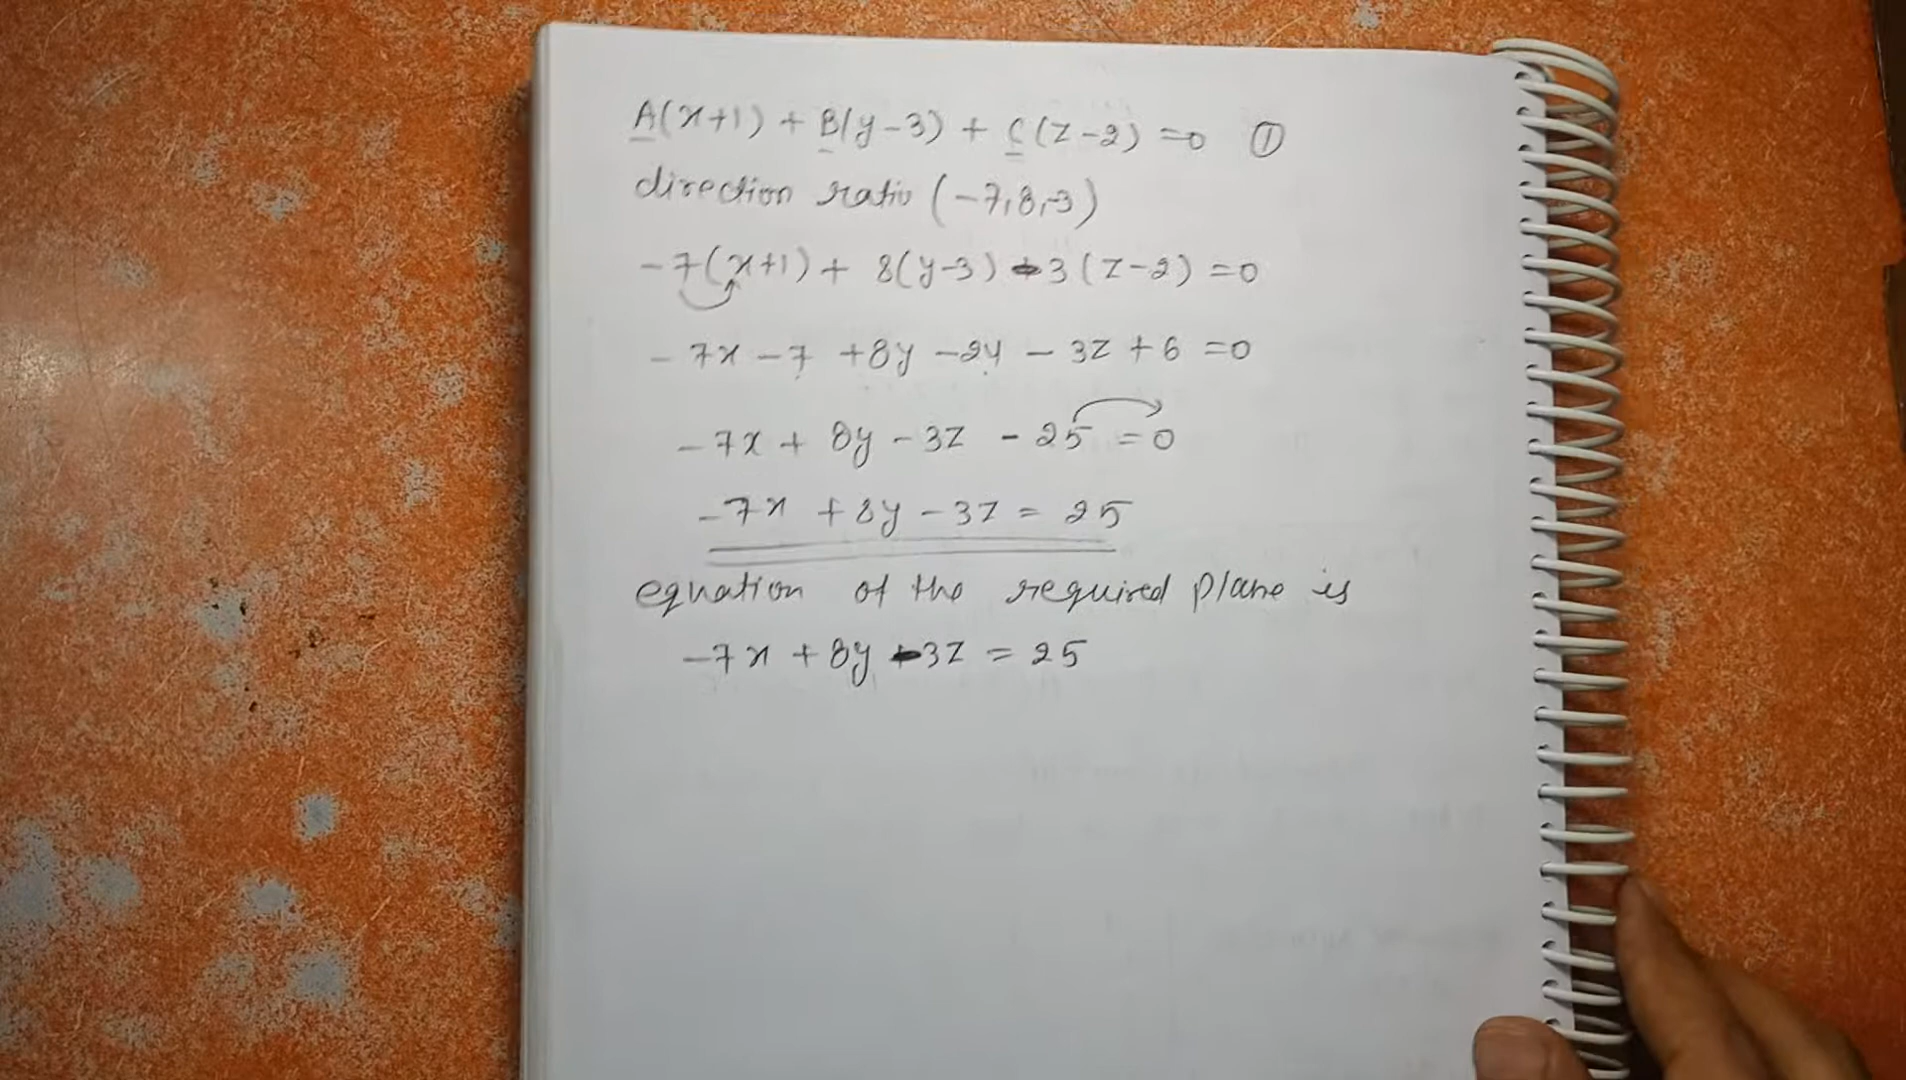 A(x+1) + B(y-3) + C(z-2) =0 ①
direction ratio (-7,8,-3)
-7(x+1) + 8(y-3) -3(z-2) =0
-7x -7 +8y -24 -3z +6 =0
-7x + 8y -3z -25 =0
-7x +8y -3z = 25
equation of the required plane is
-7x +8y -3z = 25